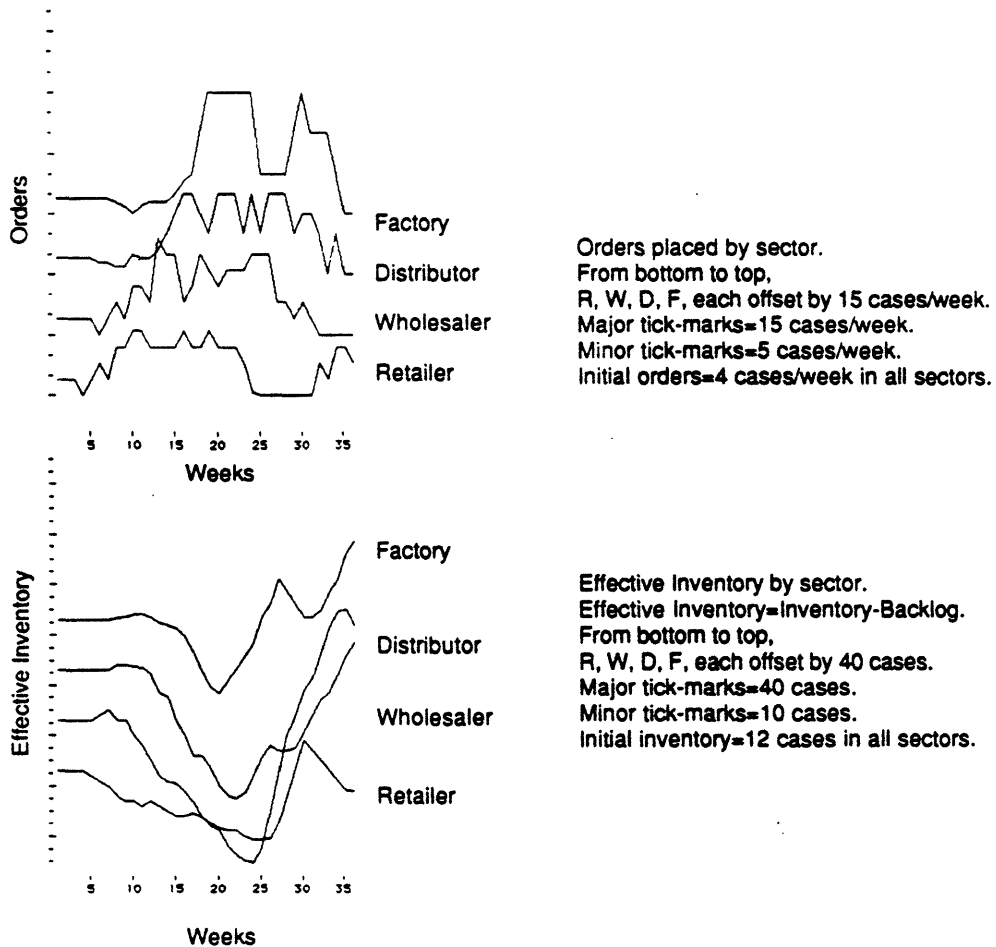 Orders
Factory
Distributor
Wholesaler
Retailer
5 10 15 20 25 30 35
Weeks
Orders placed by sector.
From bottom to top,
R, W, D, F, each offset by 15 cases/week.
Major tick-marks=15 cases/week.
Minor tick-marks=5 cases/week.
Initial orders=4 cases/week in all sectors.
Effective Inventory
Factory
Distributor
Wholesaler
Retailer
5 10 15 20 25 30 35
Weeks
Effective Inventory by sector.
Effective Inventory=Inventory-Backlog.
From bottom to top,
R, W, D, F, each offset by 40 cases.
Major tick-marks=40 cases.
Minor tick-marks=10 cases.
Initial inventory=12 cases in all sectors.